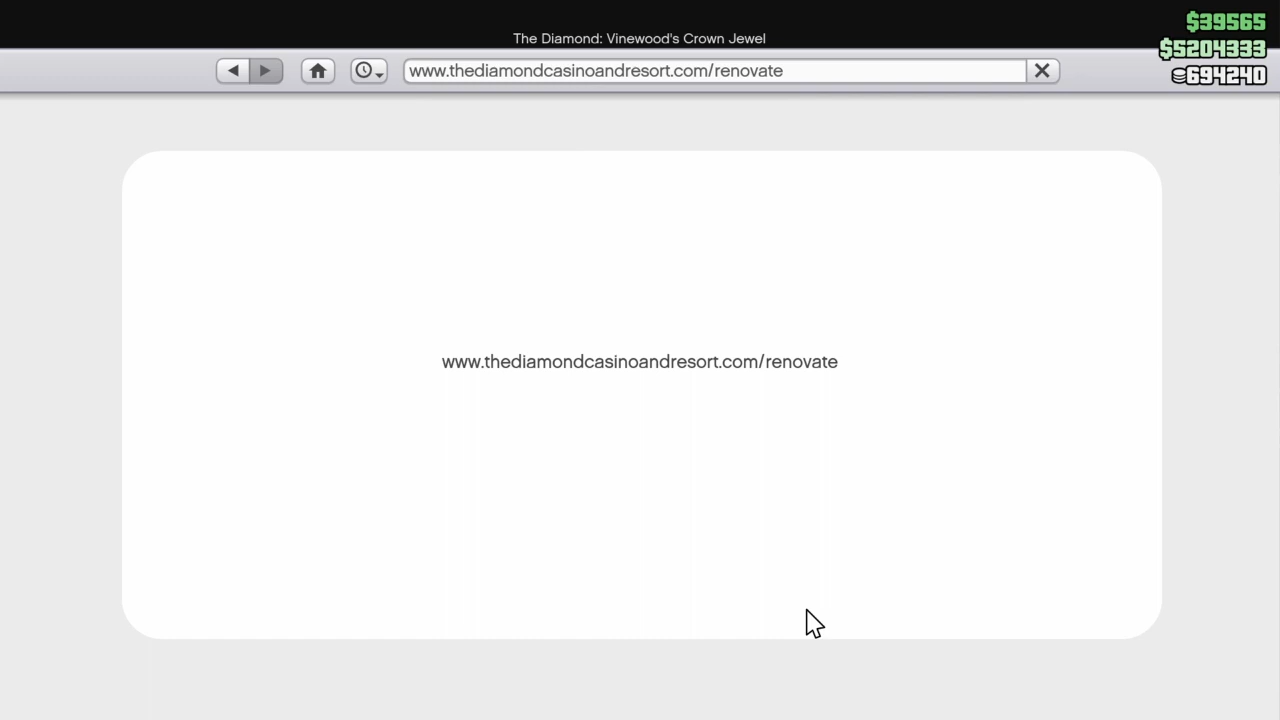 The Diamond: Vinewood's Crown Jewel
$39565
$5204333
694240
www.thediamondcasinoandresort.com/renovate
www.thediamondcasinoandresort.com/renovate